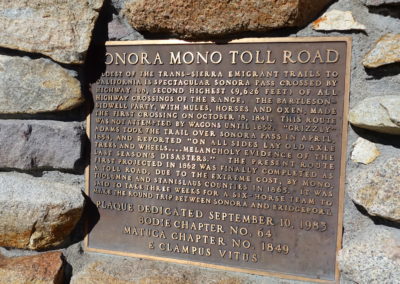 SONORA MONO TOLL ROAD
OLDEST OF THE TRANS-SIERRA EMIGRANT TRAILS TO
CALIFORNIA IS SPECTACULAR SONORA PASS CROSSED BY
HIGHWAY 108, SECOND HIGHEST (9,626 FEET) OF ALL
HIGHWAY CROSSINGS OF THE RANGE. THE BARTLESON-
BIDWELL PARTY, WITH MULES, HORSES AND OXEN, MADE
THE FIRST CROSSING ON OCTOBER 18, 1841. THIS ROUTE
WAS NOT ATTEMPTED BY WAGONS UNTIL 1852. "GRIZZLY"
ADAMS TOOK THE TRAIL OVER SONORA PASS IN APRIL,
AND REPORTED "ON ALL SIDES LAY OLD AXLE
TREES AND WHEELS....MELANCHOLY EVIDENCE OF THE
LAST SEASON'S DISASTERS." THE PRESENT ROUTE
FIRST PROJECTED IN 1862 WAS FINALLY COMPLETED AS
A TOLL ROAD, DUE TO THE EXTREME COST, BY MONO,
TUOLUMNE AND STANISLAUS COUNTIES IN 1865. IT WAS
SAID TO TAKE THREE WEEKS FOR A SIX-HORSE TEAM TO
MAKE THE ROUND TRIP BETWEEN SONORA AND BRIDGEPORT.
PLAQUE DEDICATED SEPTEMBER 10, 1983
BODIE CHAPTER NO. 64
MATUCA CHAPTER NO. 1849
E CLAMPUS VITUS